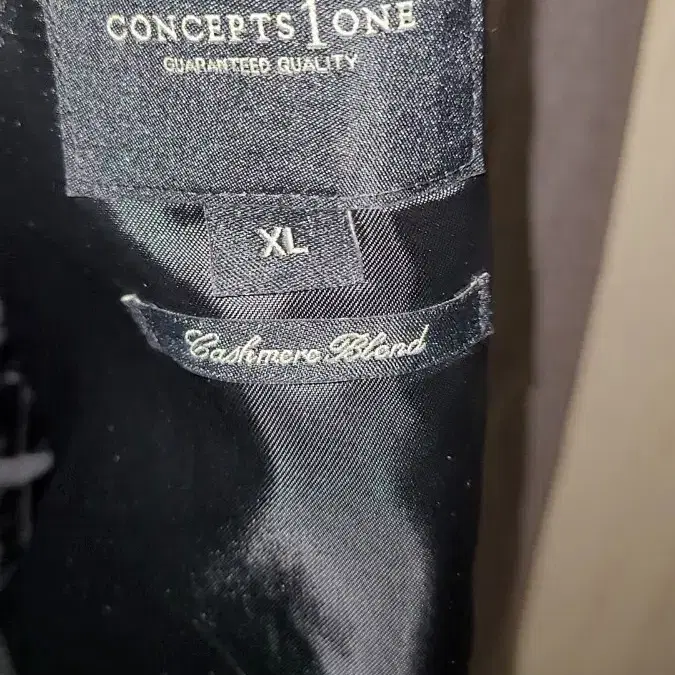 CONCEPTS 1 ONE
GUARANTEED QUALITY
XL
Cashmere Blend